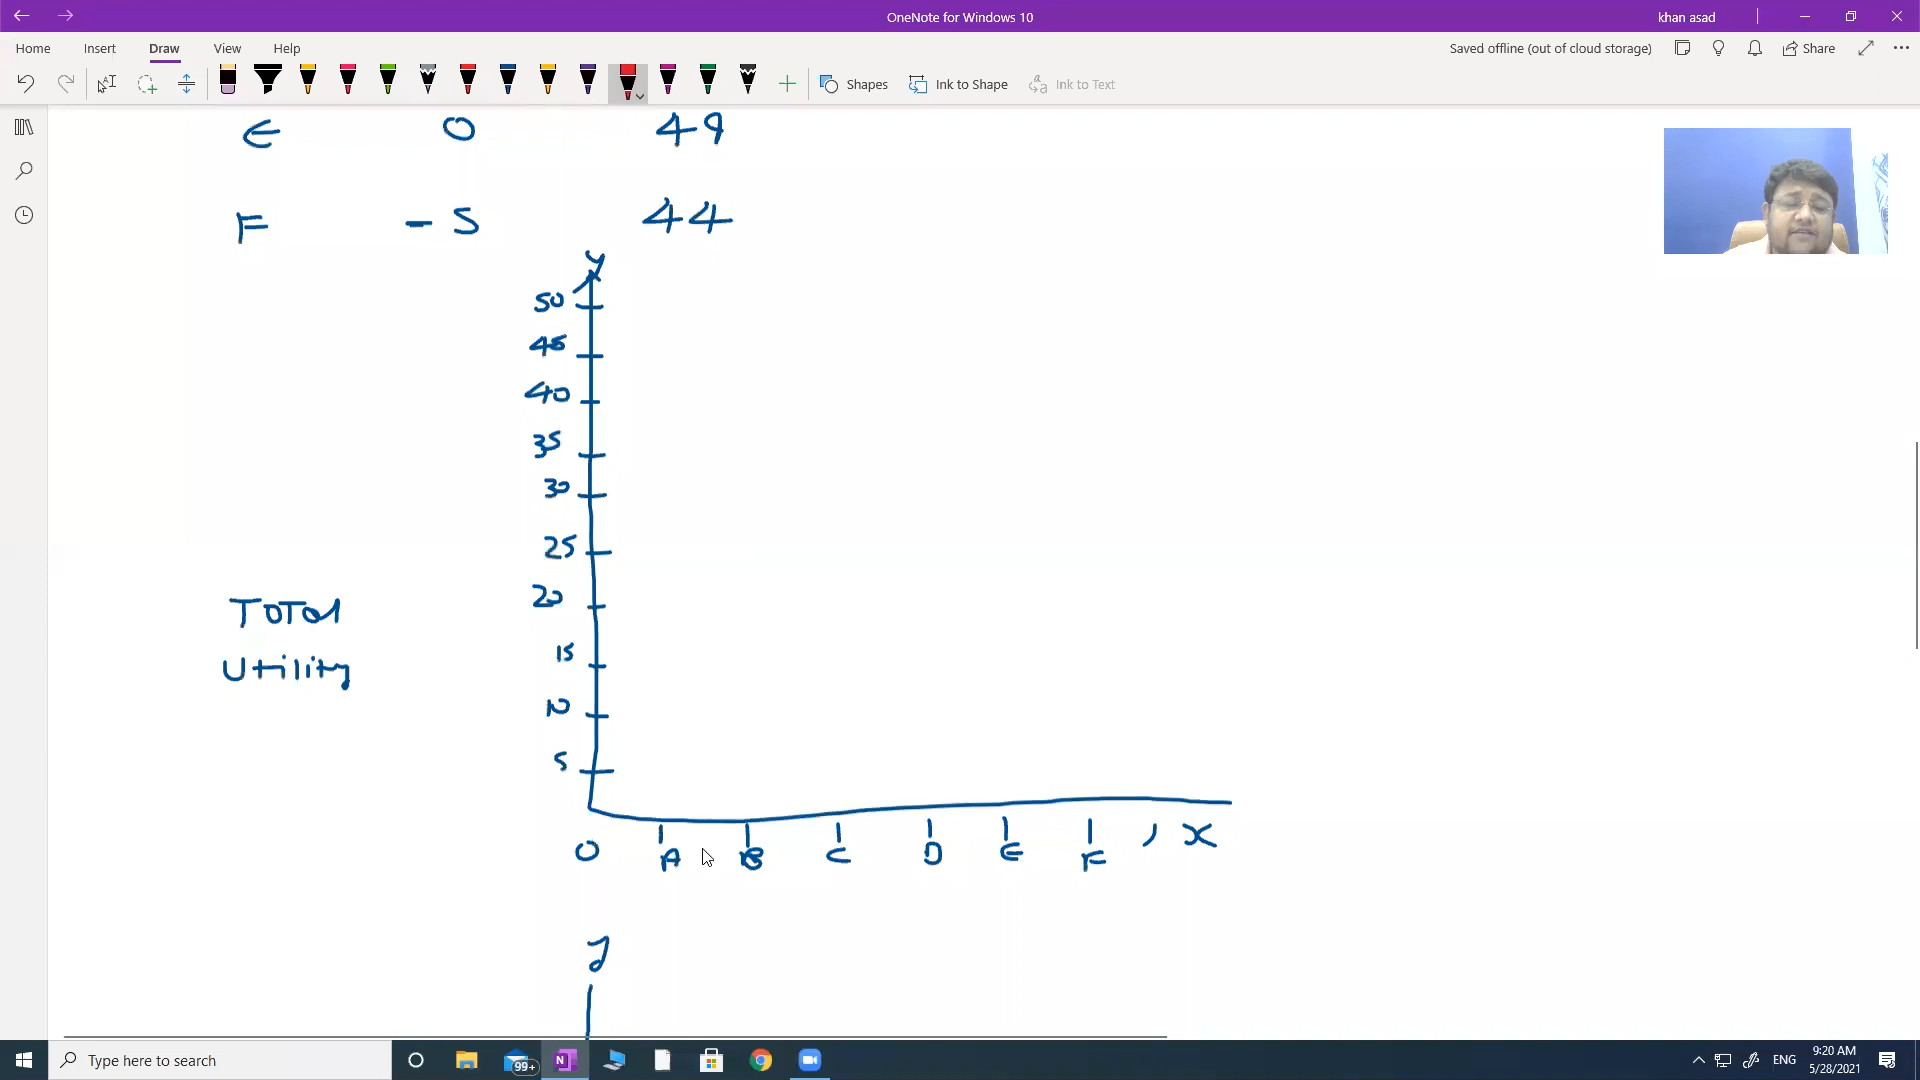 OneNote for Windows 10
khan asad
Home Insert Draw View Help
Saved offline (out of cloud storage)
Share
Shapes
Ink to Shape
Ink to Text
E 0 49
F - 5 44
y
50
45
40
35
30
25
20
Total
Utility
15
10
5
0 A B C D E F , X
y
Type here to search
99+
ENG
9:20 AM
5/28/2021